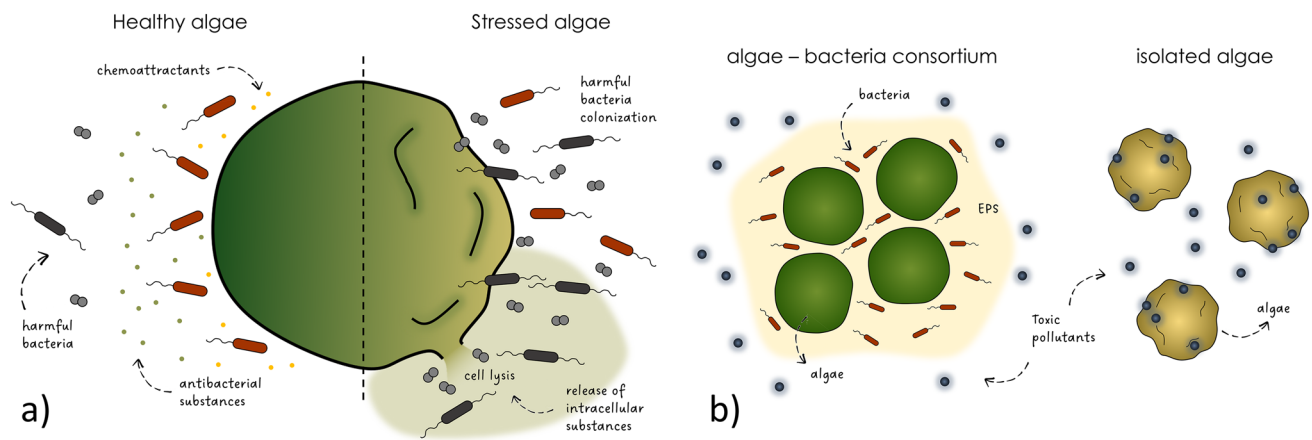 Healthy algae
Stressed algae
chemoattractants
harmful
bacteria
colonization
harmful
bacteria
antibacterial
substances
cell lysis
release of
intracellular
substances
a)
algae – bacteria consortium
isolated algae
bacteria
EPS
Toxic
pollutants
algae
algae
b)